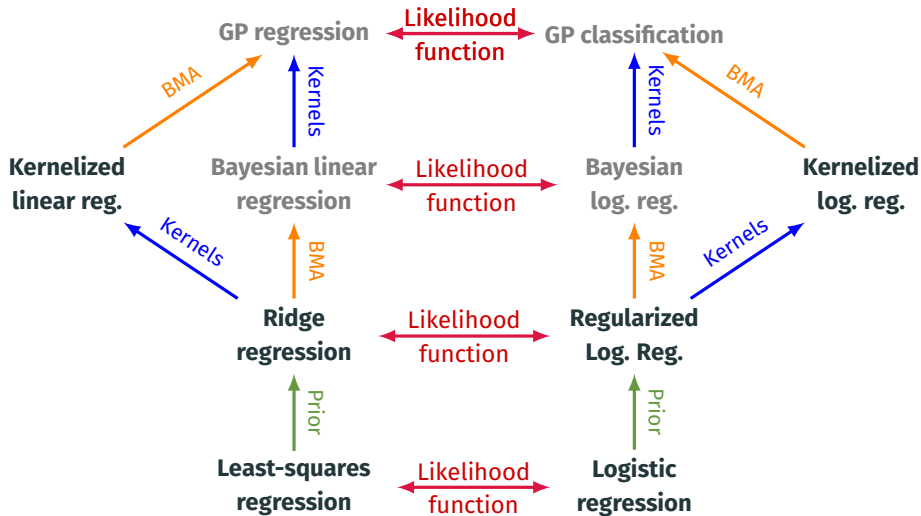 GP regression
Likelihood
function
GP classification
BMA
Kernels
Kernels
BMA
Kernelized
linear reg.
Bayesian linear
regression
Likelihood
function
Bayesian
log. reg.
Kernelized
log. reg.
Kernels
BMA
BMA
Kernels
Ridge
regression
Likelihood
function
Regularized
Log. Reg.
Prior
Prior
Least-squares
regression
Likelihood
function
Logistic
regression